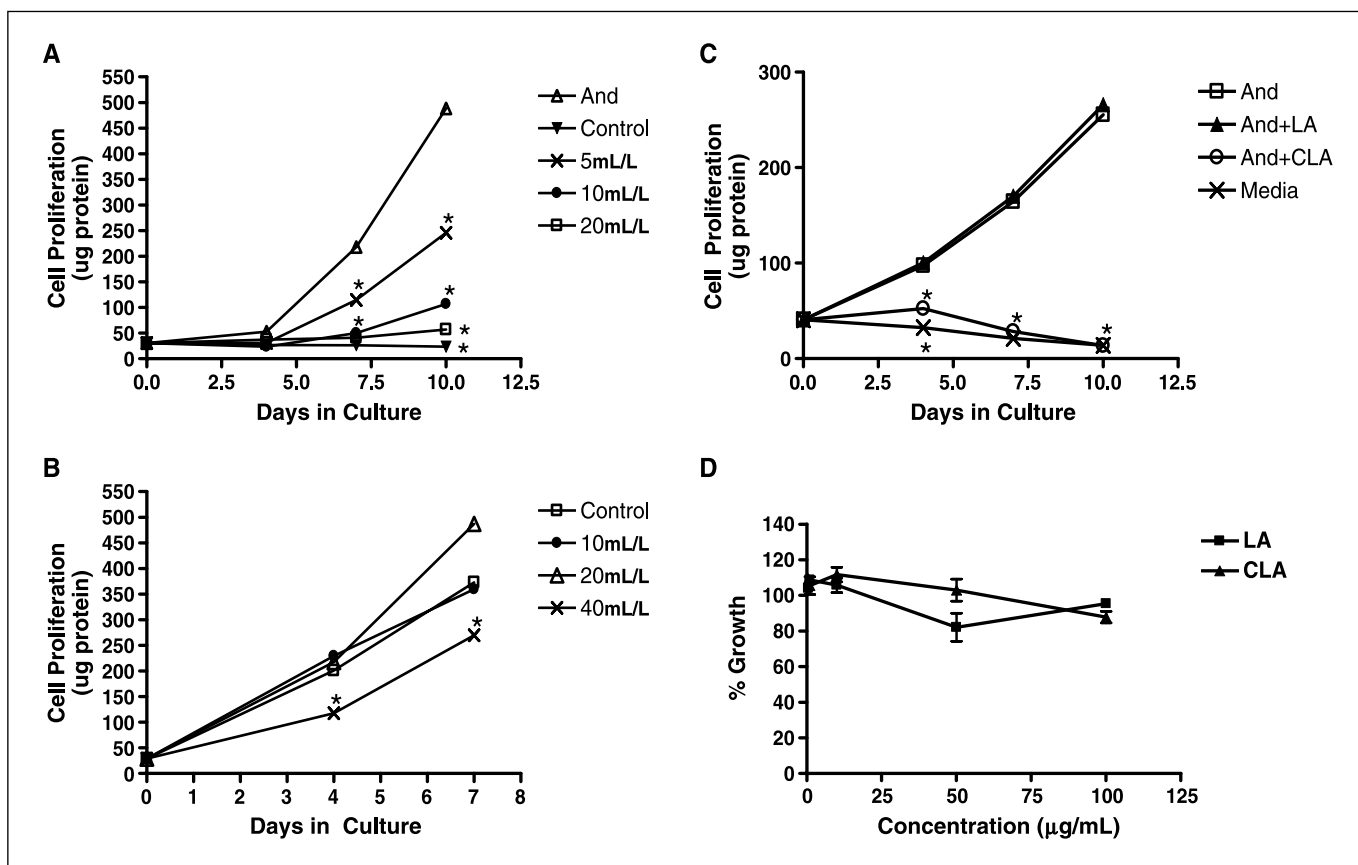 A
550
500
450
400
350
300
250
200
150
100
50
0
Cell Proliferation
(ug protein)
* * * * * *
0.0 2.5 5.0 7.5 10.0 12.5
Days in Culture
And
Control
5mL/L
10mL/L
20mL/L
C
300
200
100
0
Cell Proliferation
(ug protein)
* * * *
0.0 2.5 5.0 7.5 10.0 12.5
Days in Culture
And
And+LA
And+CLA
Media
B
550
500
450
400
350
300
250
200
150
100
50
0
Cell Proliferation
(ug protein)
* *
0 1 2 3 4 5 6 7 8
Days in Culture
Control
10mL/L
20mL/L
40mL/L
D
140
120
100
80
60
40
20
0
% Growth
0 25 50 75 100 125
Concentration (µg/mL)
LA
CLA